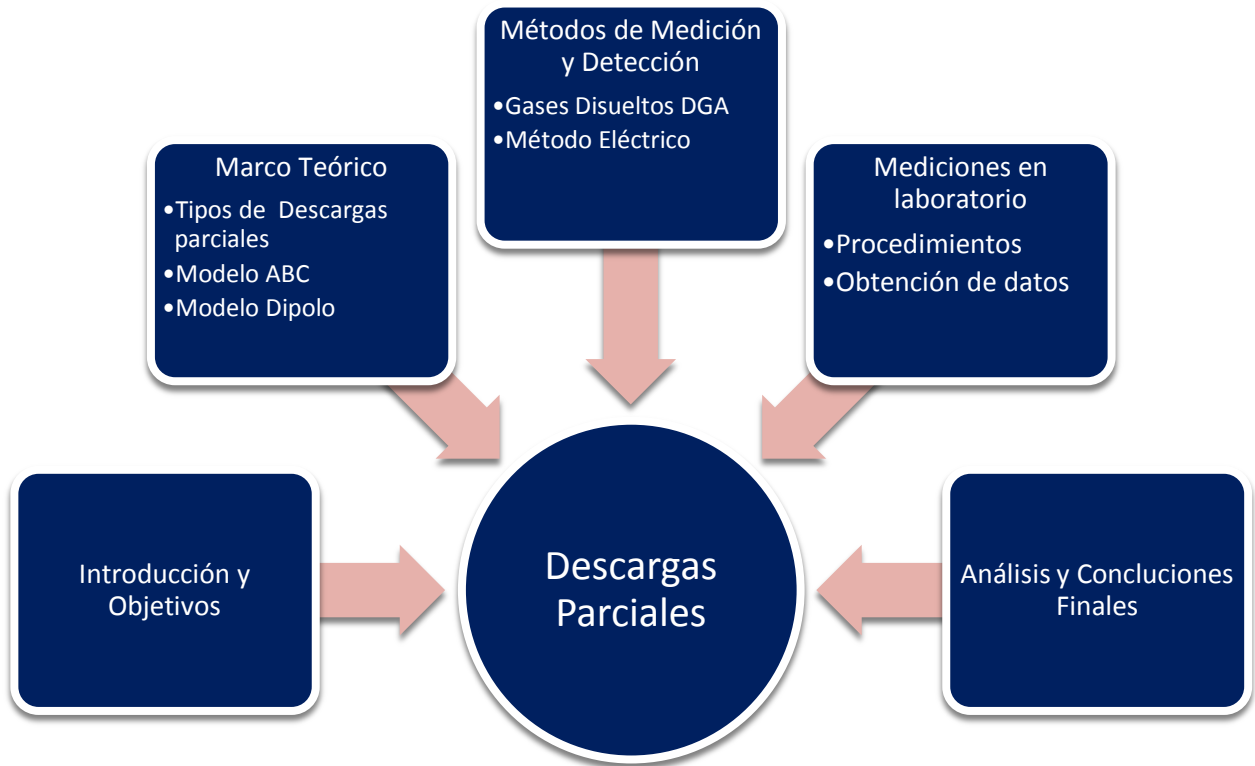 Introducción y
Objetivos
Marco Teórico
•Tipos de Descargas
parciales
•Modelo ABC
•Modelo Dipolo
Métodos de Medición
y Detección
•Gases Disueltos DGA
•Método Eléctrico
Mediciones en
laboratorio
•Procedimientos
•Obtención de datos
Análisis y Concluciones
Finales
Descargas
Parciales